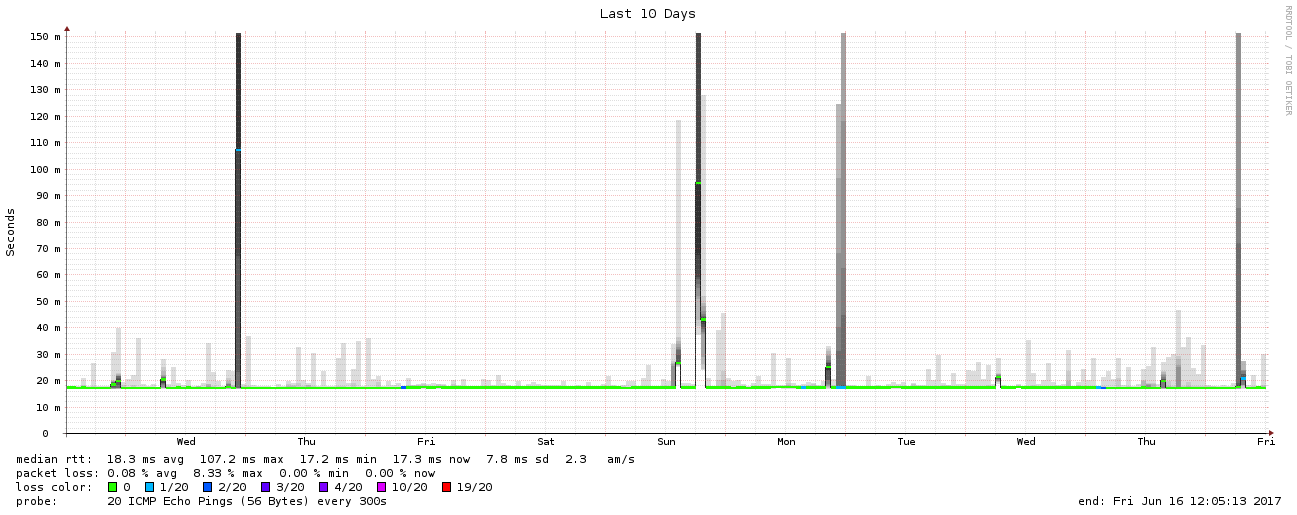 Last 10 Days
RRDTOOL / TOBI OETIKER
Seconds
150 m
140 m
130 m
120 m
110 m
100 m
90 m
80 m
70 m
60 m
50 m
40 m
30 m
20 m
10 m
0
Wed Thu Fri Sat Sun Mon Tue Wed Thu Fri
median rtt: 18.3 ms avg 107.2 ms max 17.2 ms min 17.3 ms now 7.8 ms sd 2.3 am/s
packet loss: 0.08 % avg 8.33 % max 0.00 % min 0.00 % now
loss color: 0 1/20 2/20 3/20 4/20 10/20 19/20
probe: 20 ICMP Echo Pings (56 Bytes) every 300s end: Fri Jun 16 12:05:13 2017